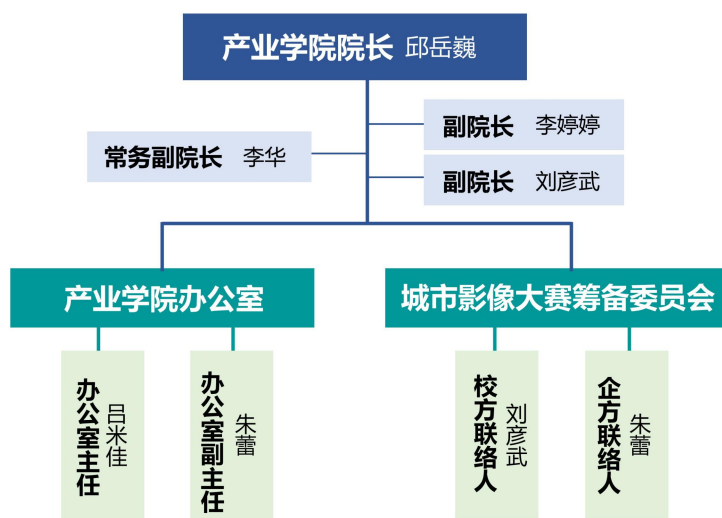 产业学院院长 邱岳巍
副院长 李婷婷
常务副院长 李华
副院长 刘彦武
产业学院办公室
城市影像大赛筹备委员会
办公室主任 吕米佳
办公室副主任 朱蕾
校方联络人 刘彦武
企方联络人 朱蕾